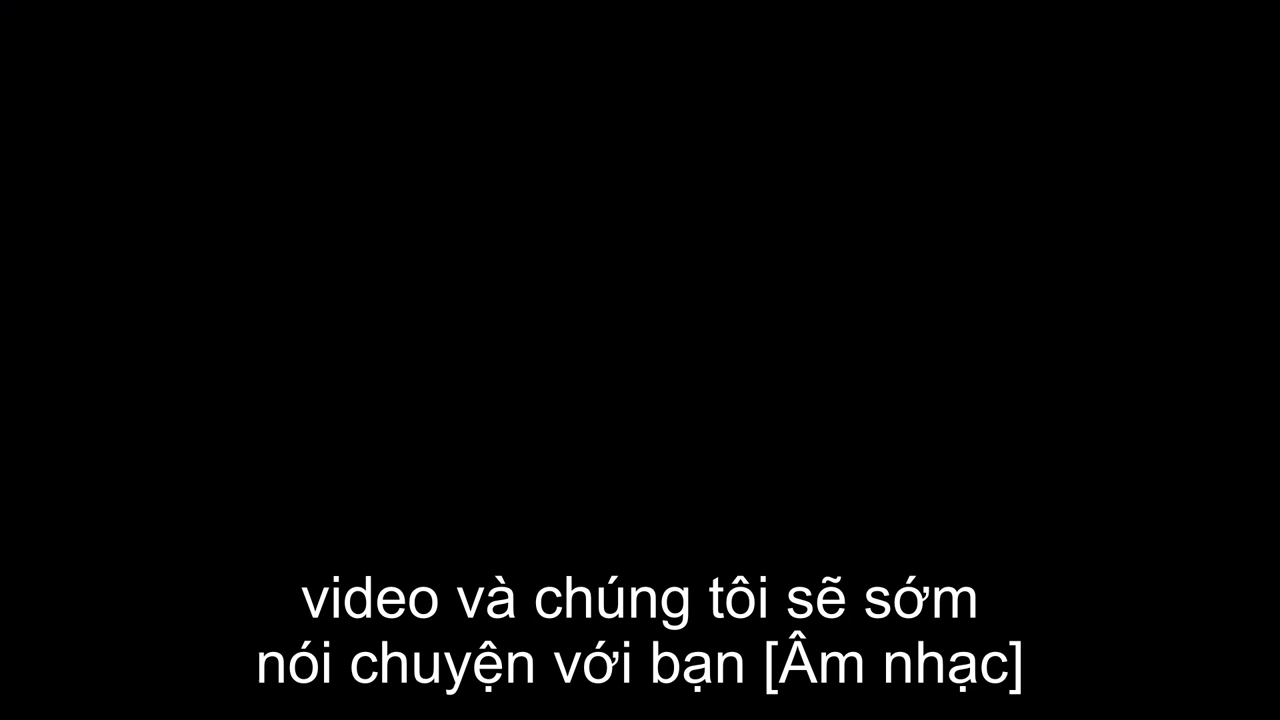 video và chúng tôi sẽ sớm
nói chuyện với bạn [Âm nhạc]